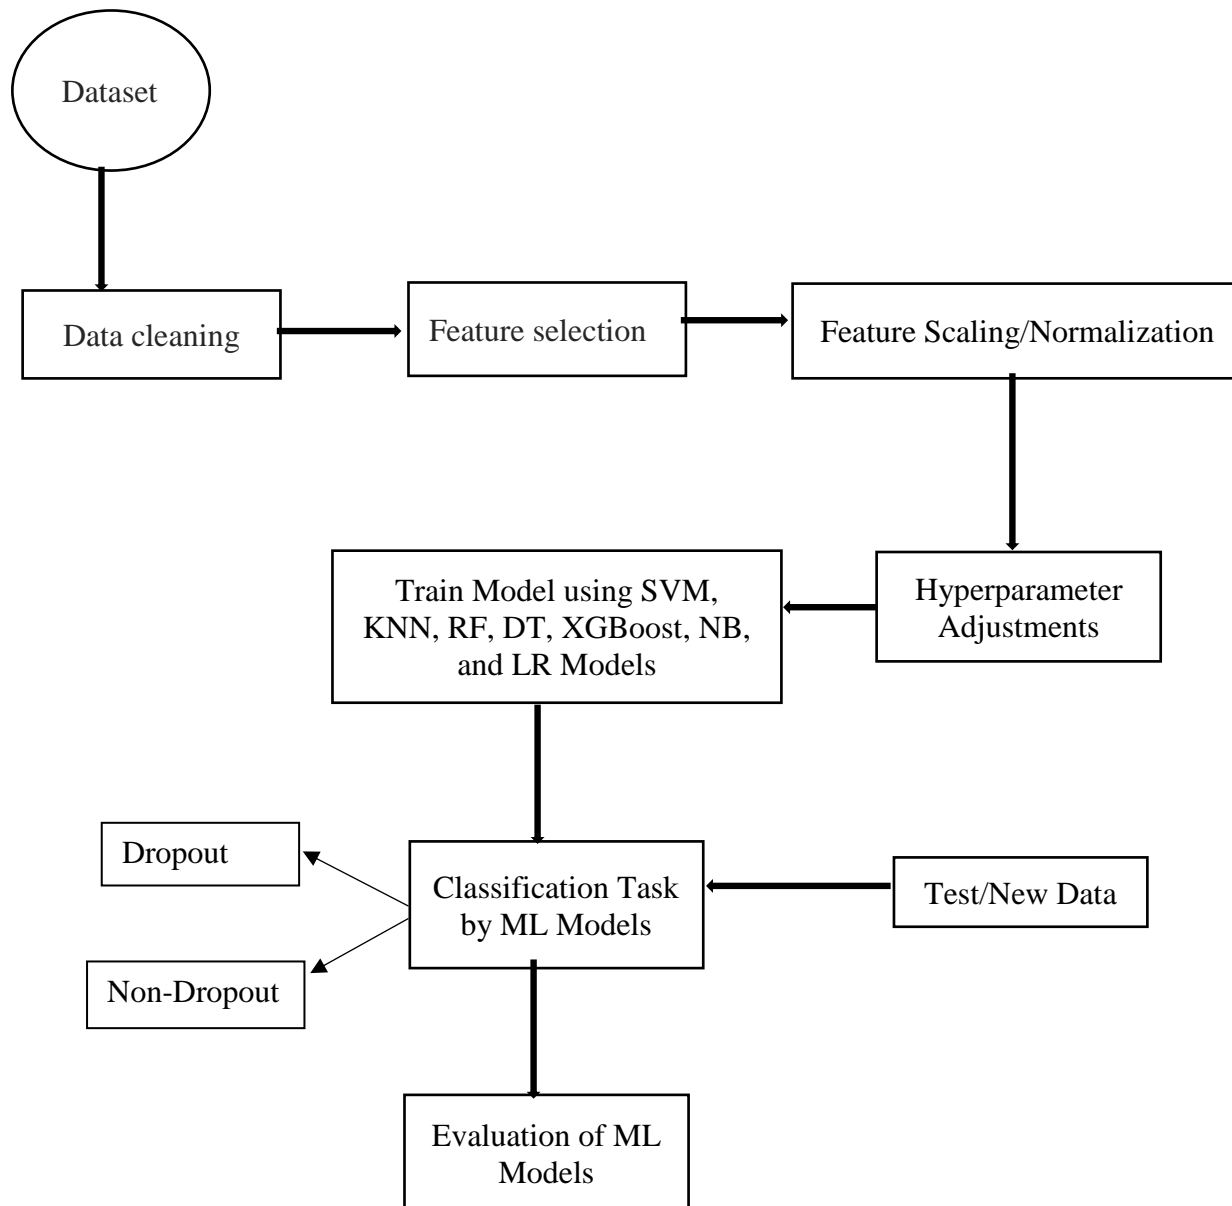 Dataset
Data cleaning
Feature selection
Feature Scaling/Normalization
Train Model using SVM,
KNN, RF, DT, XGBoost, NB,
and LR Models
Hyperparameter
Adjustments
Dropout
Classification Task
by ML Models
Test/New Data
Non-Dropout
Evaluation of ML
Models